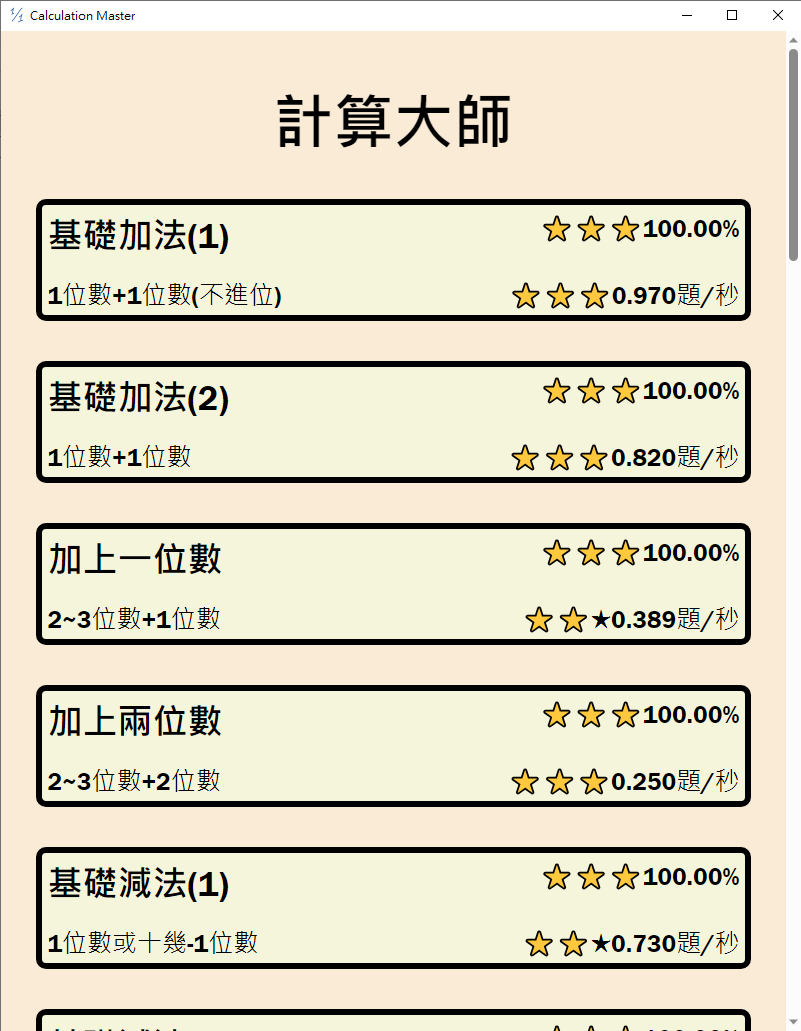 Calculation Master
計算大師
基礎加法(1)
⭐⭐⭐100.00%
1位數+1位數(不進位)
⭐⭐⭐0.970題/秒
基礎加法(2)
⭐⭐⭐100.00%
1位數+1位數
⭐⭐⭐0.820題/秒
加上一位數
⭐⭐⭐100.00%
2~3位數+1位數
⭐⭐★0.389題/秒
加上兩位數
⭐⭐⭐100.00%
2~3位數+2位數
⭐⭐⭐0.250題/秒
基礎減法(1)
⭐⭐⭐100.00%
1位數或十幾-1位數
⭐⭐★0.730題/秒